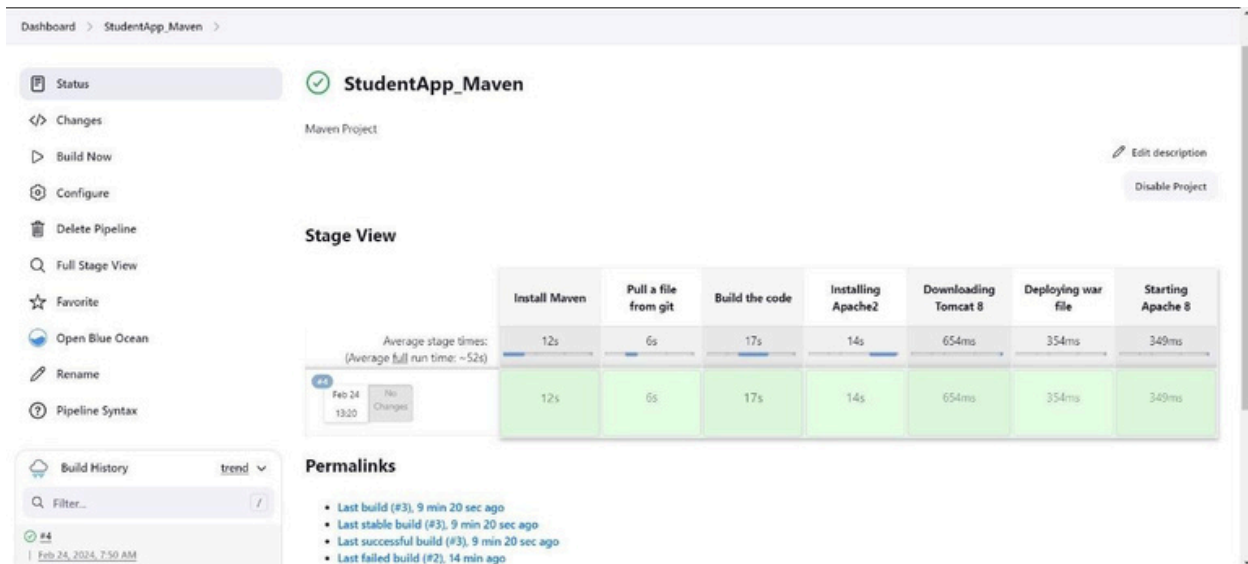 Dashboard > StudentApp_Maven >
Status
Changes
Build Now
Configure
Delete Pipeline
Full Stage View
Favorite
Open Blue Ocean
Rename
Pipeline Syntax
Build History trend
Filter... /
#4
Feb 24, 2024, 7:50 AM
StudentApp_Maven
Maven Project
Edit description
Disable Project
Stage View
Install Maven
Pull a file
from git
Build the code
Installing
Apache2
Downloading
Tomcat 8
Deploying war
file
Starting
Apache 8
Average stage times:
(Average full run time: ~52s)
12s 6s 17s 14s 654ms 354ms 349ms
#4
Feb 24
13:20
No
Changes
12s 6s 17s 14s 654ms 354ms 349ms
Permalinks
• Last build (#3), 9 min 20 sec ago
• Last stable build (#3), 9 min 20 sec ago
• Last successful build (#3), 9 min 20 sec ago
• Last failed build (#2), 14 min ago